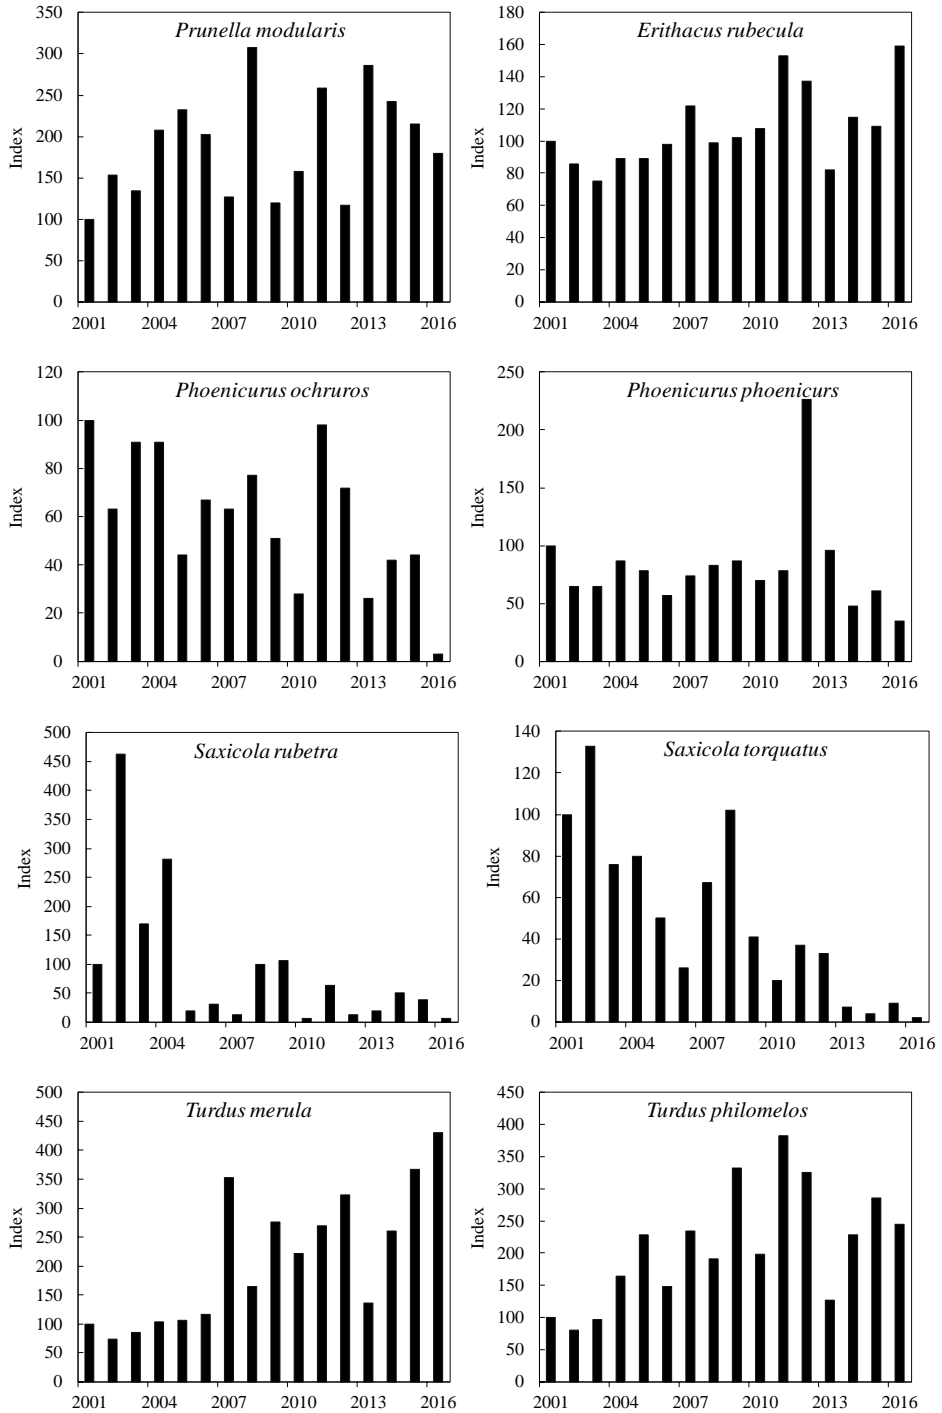 Prunella modularis
Index
350
300
250
200
150
100
50
0
2001 2004 2007 2010 2013 2016
Erithacus rubecula
Index
180
160
140
120
100
80
60
40
20
0
2001 2004 2007 2010 2013 2016
Phoenicurus ochruros
Index
120
100
80
60
40
20
0
2001 2004 2007 2010 2013 2016
Phoenicurus phoenicurs
Index
250
200
150
100
50
0
2001 2004 2007 2010 2013 2016
Saxicola rubetra
Index
500
450
400
350
300
250
200
150
100
50
0
2001 2004 2007 2010 2013 2016
Saxicola torquatus
Index
140
120
100
80
60
40
20
0
2001 2004 2007 2010 2013 2016
Turdus merula
Index
500
450
400
350
300
250
200
150
100
50
0
2001 2004 2007 2010 2013 2016
Turdus philomelos
Index
450
400
350
300
250
200
150
100
50
0
2001 2004 2007 2010 2013 2016